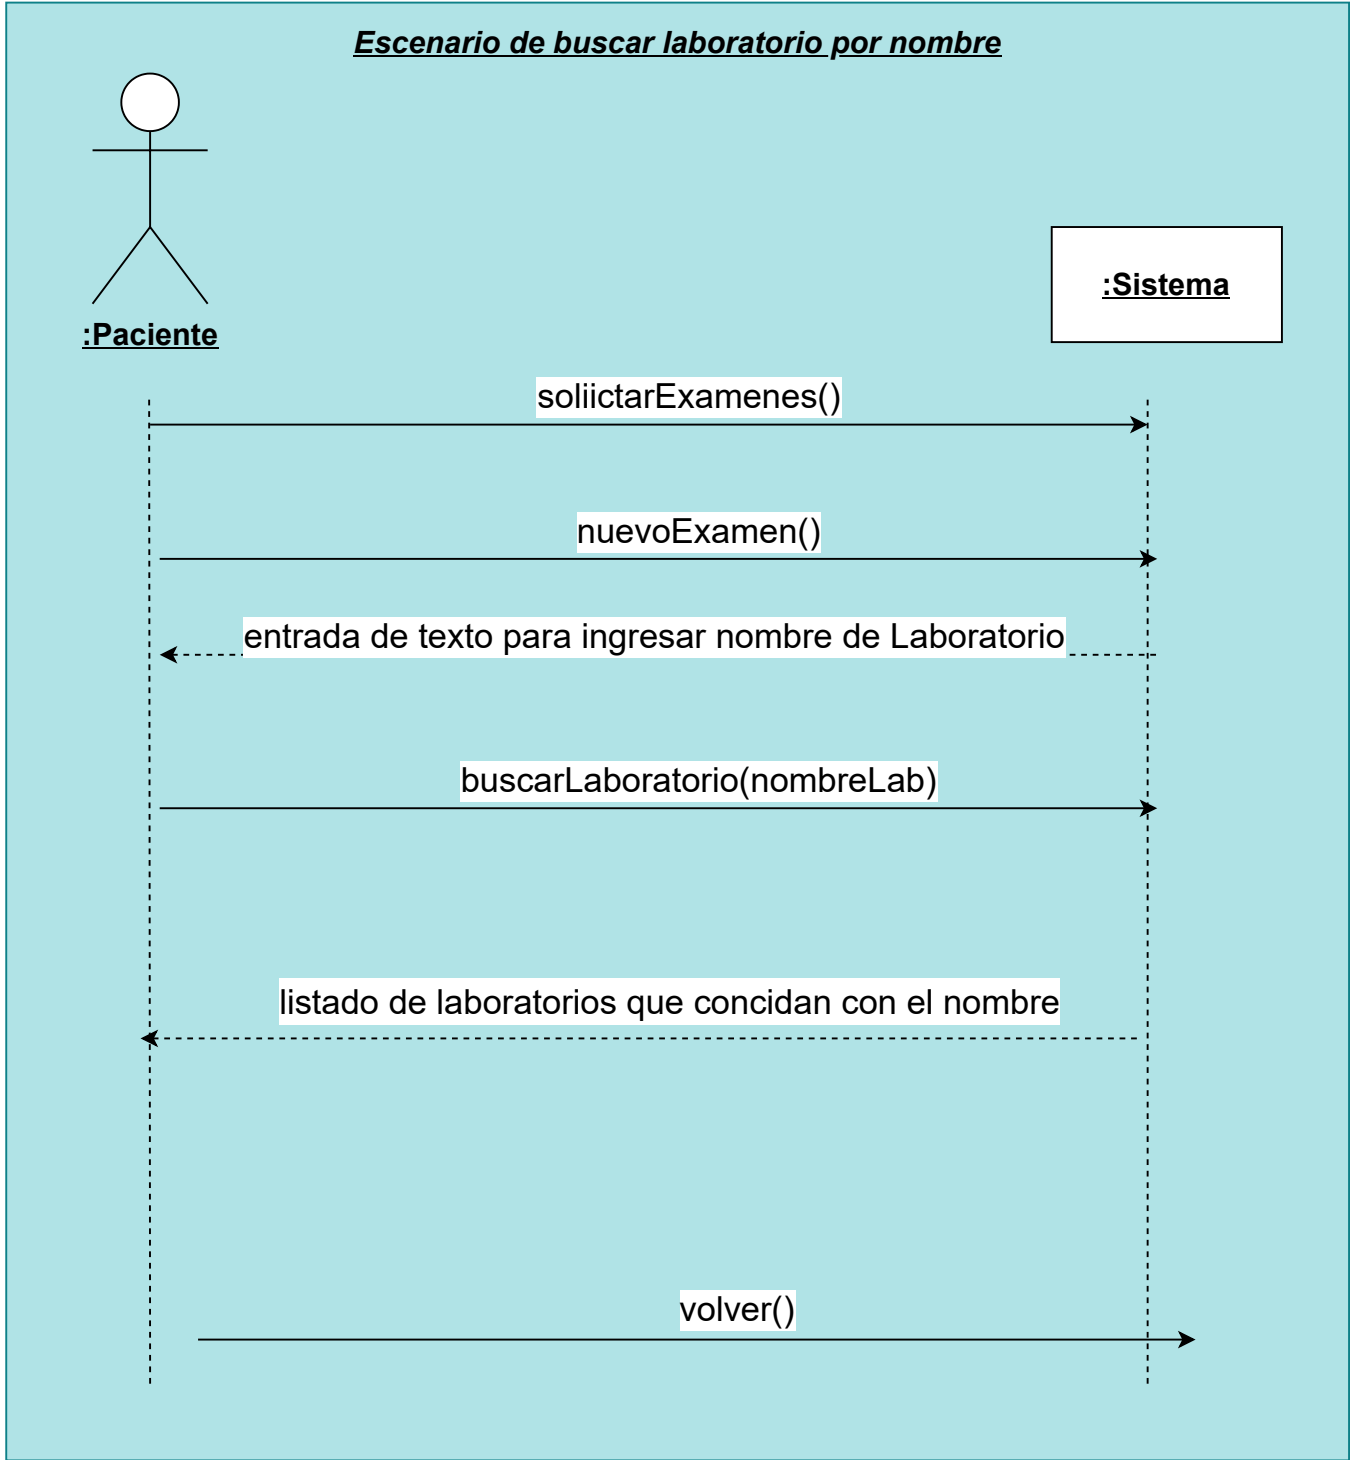 Escenario de buscar laboratorio por nombre
:Sistema
:Paciente
soliictarExamenes()
nuevoExamen()
entrada de texto para ingresar nombre de Laboratorio
buscarLaboratorio(nombreLab)
listado de laboratorios que concidan con el nombre
volver()